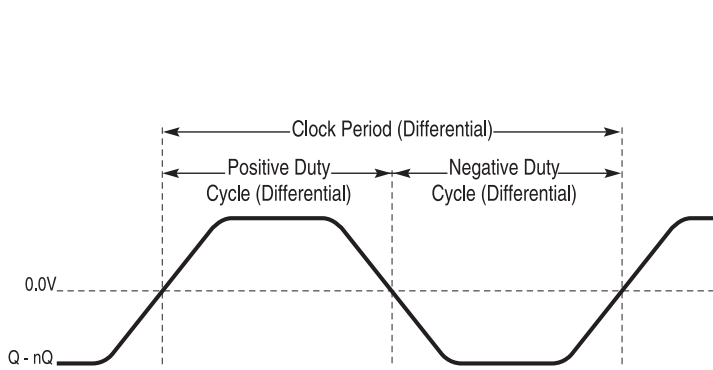 Clock Period (Differential)
Positive Duty
Cycle (Differential)
Negative Duty
Cycle (Differential)
0.0V
Q - nQ